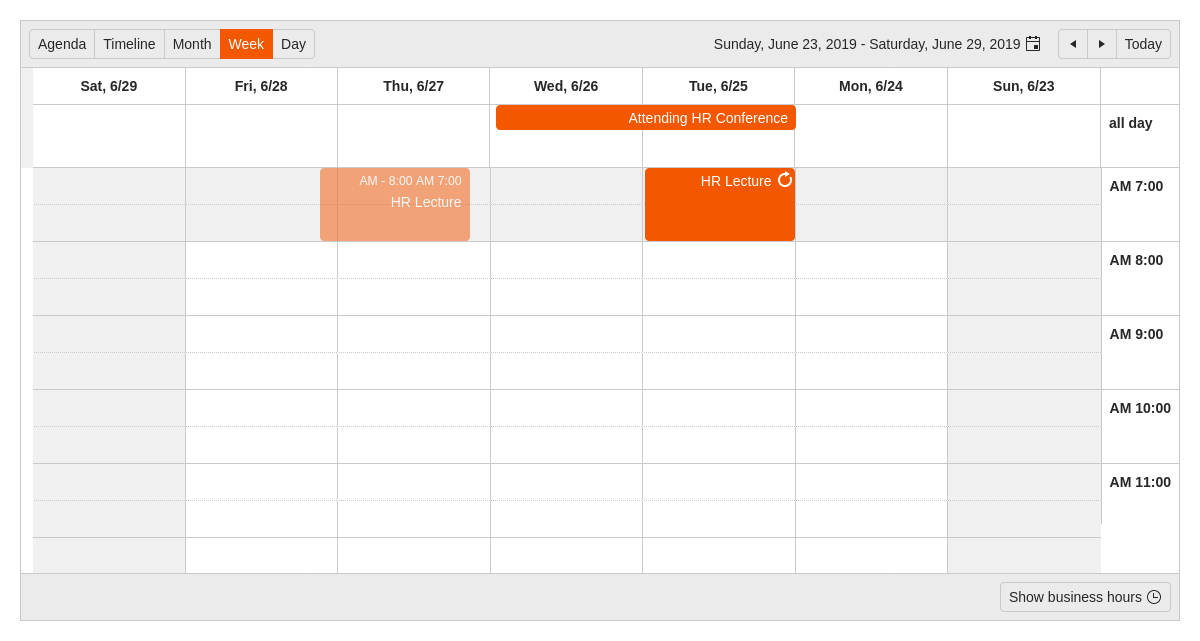 Agenda Timeline Month Week Day Sunday, June 23, 2019 - Saturday, June 29, 2019 Today
Sat, 6/29 Fri, 6/28 Thu, 6/27 Wed, 6/26 Tue, 6/25 Mon, 6/24 Sun, 6/23
Attending HR Conference all day
AM - 8:00 AM 7:00 HR Lecture AM 7:00
HR Lecture
AM 8:00
AM 9:00
AM 10:00
AM 11:00
Show business hours